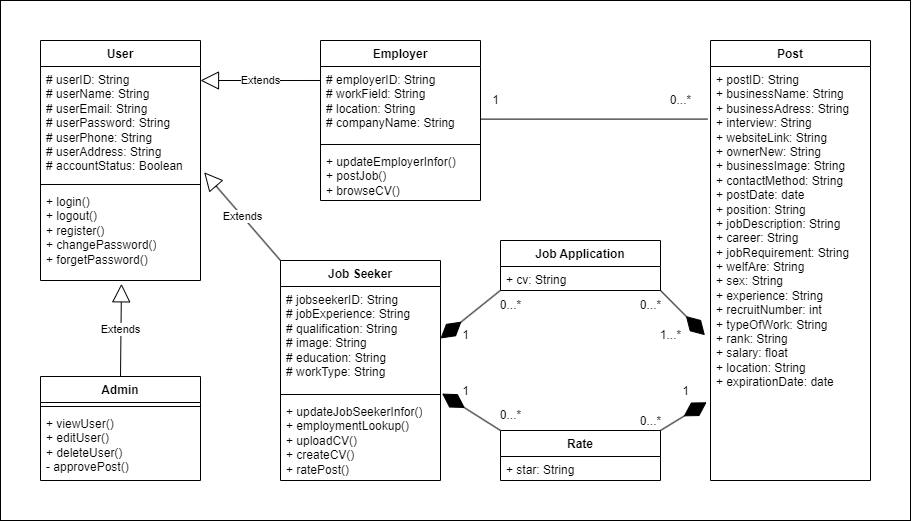 User
# userID: String
# userName: String
# userEmail: String
# userPassword: String
# userPhone: String
# userAddress: String
# accountStatus: Boolean
+ login()
+ logout()
+ register()
+ changePassword()
+ forgetPassword()
Extends
Employer
# employerID: String
# workField: String
# location: String
# companyName: String
+ updateEmployerInfor()
+ postJob()
+ browseCV()
1
0...*
Post
+ postID: String
+ businessName: String
+ businessAdress: String
+ interview: String
+ websiteLink: String
+ ownerNew: String
+ businessImage: String
+ contactMethod: String
+ postDate: date
+ position: String
+ jobDescription: String
+ career: String
+ jobRequirement: String
+ welfAre: String
+ sex: String
+ experience: String
+ recruitNumber: int
+ typeOfWork: String
+ rank: String
+ salary: float
+ location: String
+ expirationDate: date
Extends
Job Seeker
# jobseekerID: String
# jobExperience: String
# qualification: String
# image: String
# education: String
# workType: String
+ updateJobSeekerInfor()
+ employmentLookup()
+ uploadCV()
+ createCV()
+ ratePost()
Job Application
+ cv: String
0...*
0...*
1
1...*
Extends
Admin
+ viewUser()
+ editUser()
+ deleteUser()
- approvePost()
1
1
0...*
0...*
Rate
+ star: String